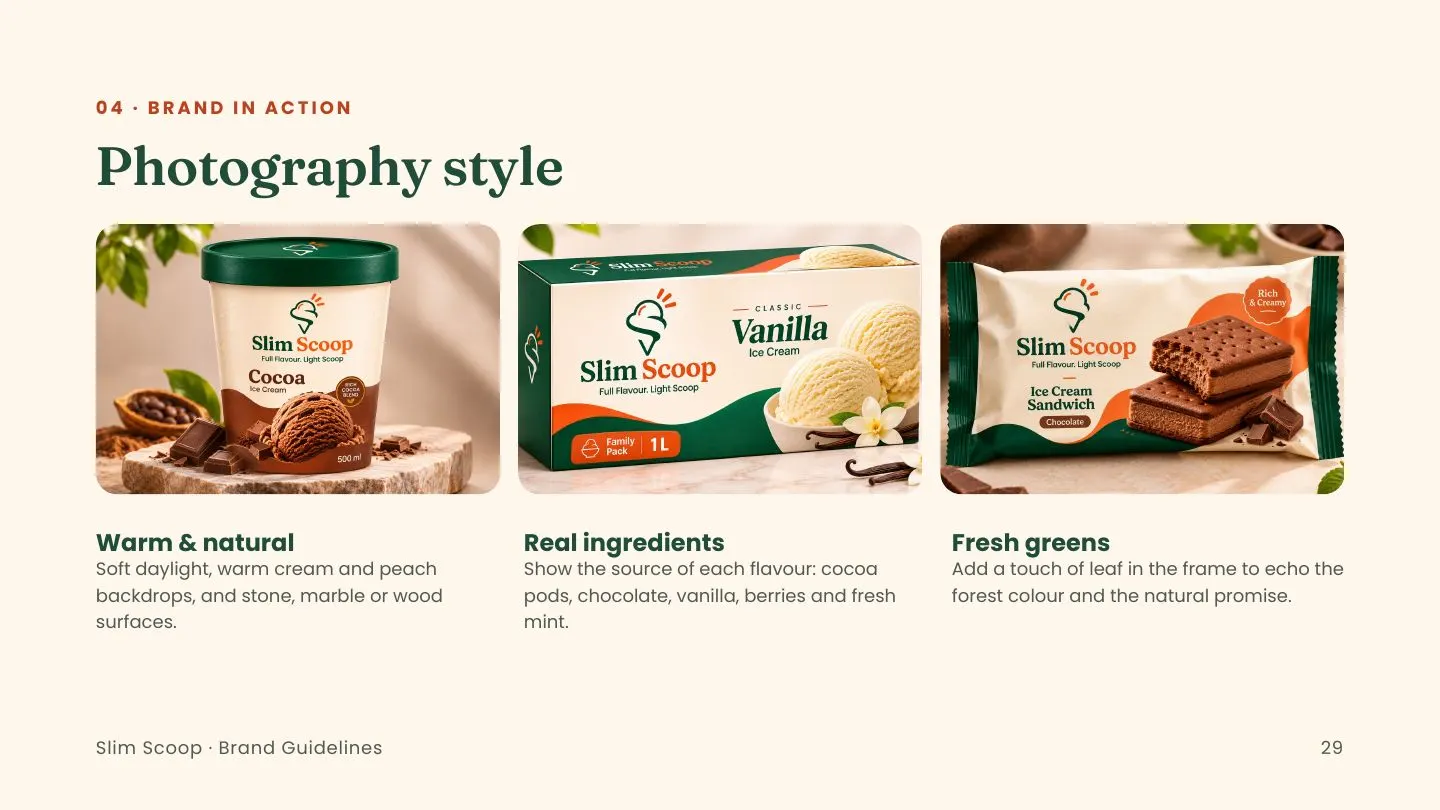 04 · BRAND IN ACTION
Photography style
Slim Scoop
Full Flavour. Light Scoop
Cocoa
Ice Cream
RICH
COCOA
BLEND
500 ml
Slim Scoop
Full Flavour. Light Scoop
Slim Scoop
Full Flavour. Light Scoop
CLASSIC
Vanilla
Ice Cream
Family
Pack
1L
Slim Scoop
Full Flavour. Light Scoop
Rich
& Creamy
Ice Cream
Sandwich
Chocolate
Warm & natural
Soft daylight, warm cream and peach
backdrops, and stone, marble or wood
surfaces.
Real ingredients
Show the source of each flavour: cocoa
pods, chocolate, vanilla, berries and fresh
mint.
Fresh greens
Add a touch of leaf in the frame to echo the
forest colour and the natural promise.
Slim Scoop · Brand Guidelines
29